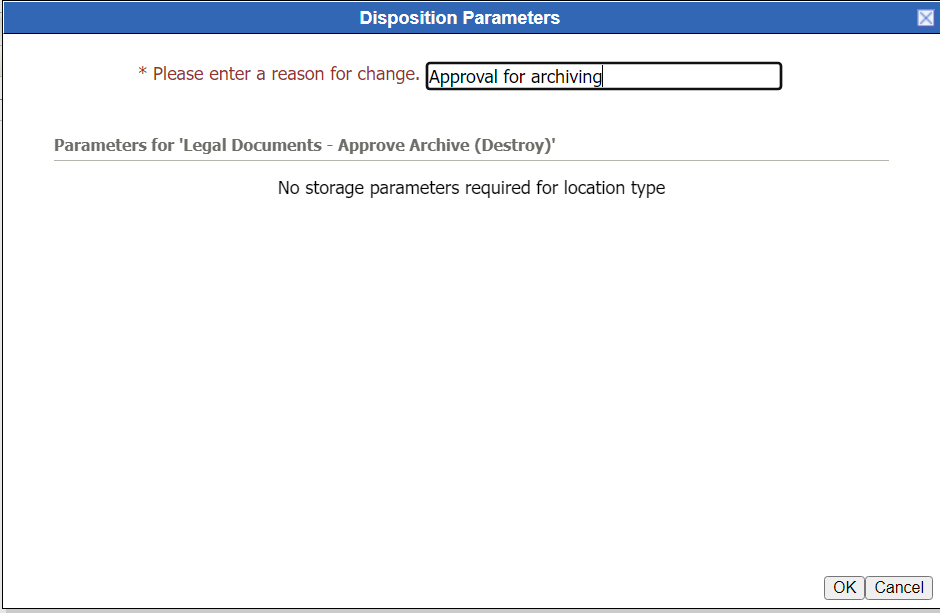 Disposition Parameters
* Please enter a reason for change. Approval for archiving
Parameters for 'Legal Documents - Approve Archive (Destroy)'
No storage parameters required for location type
OK Cancel